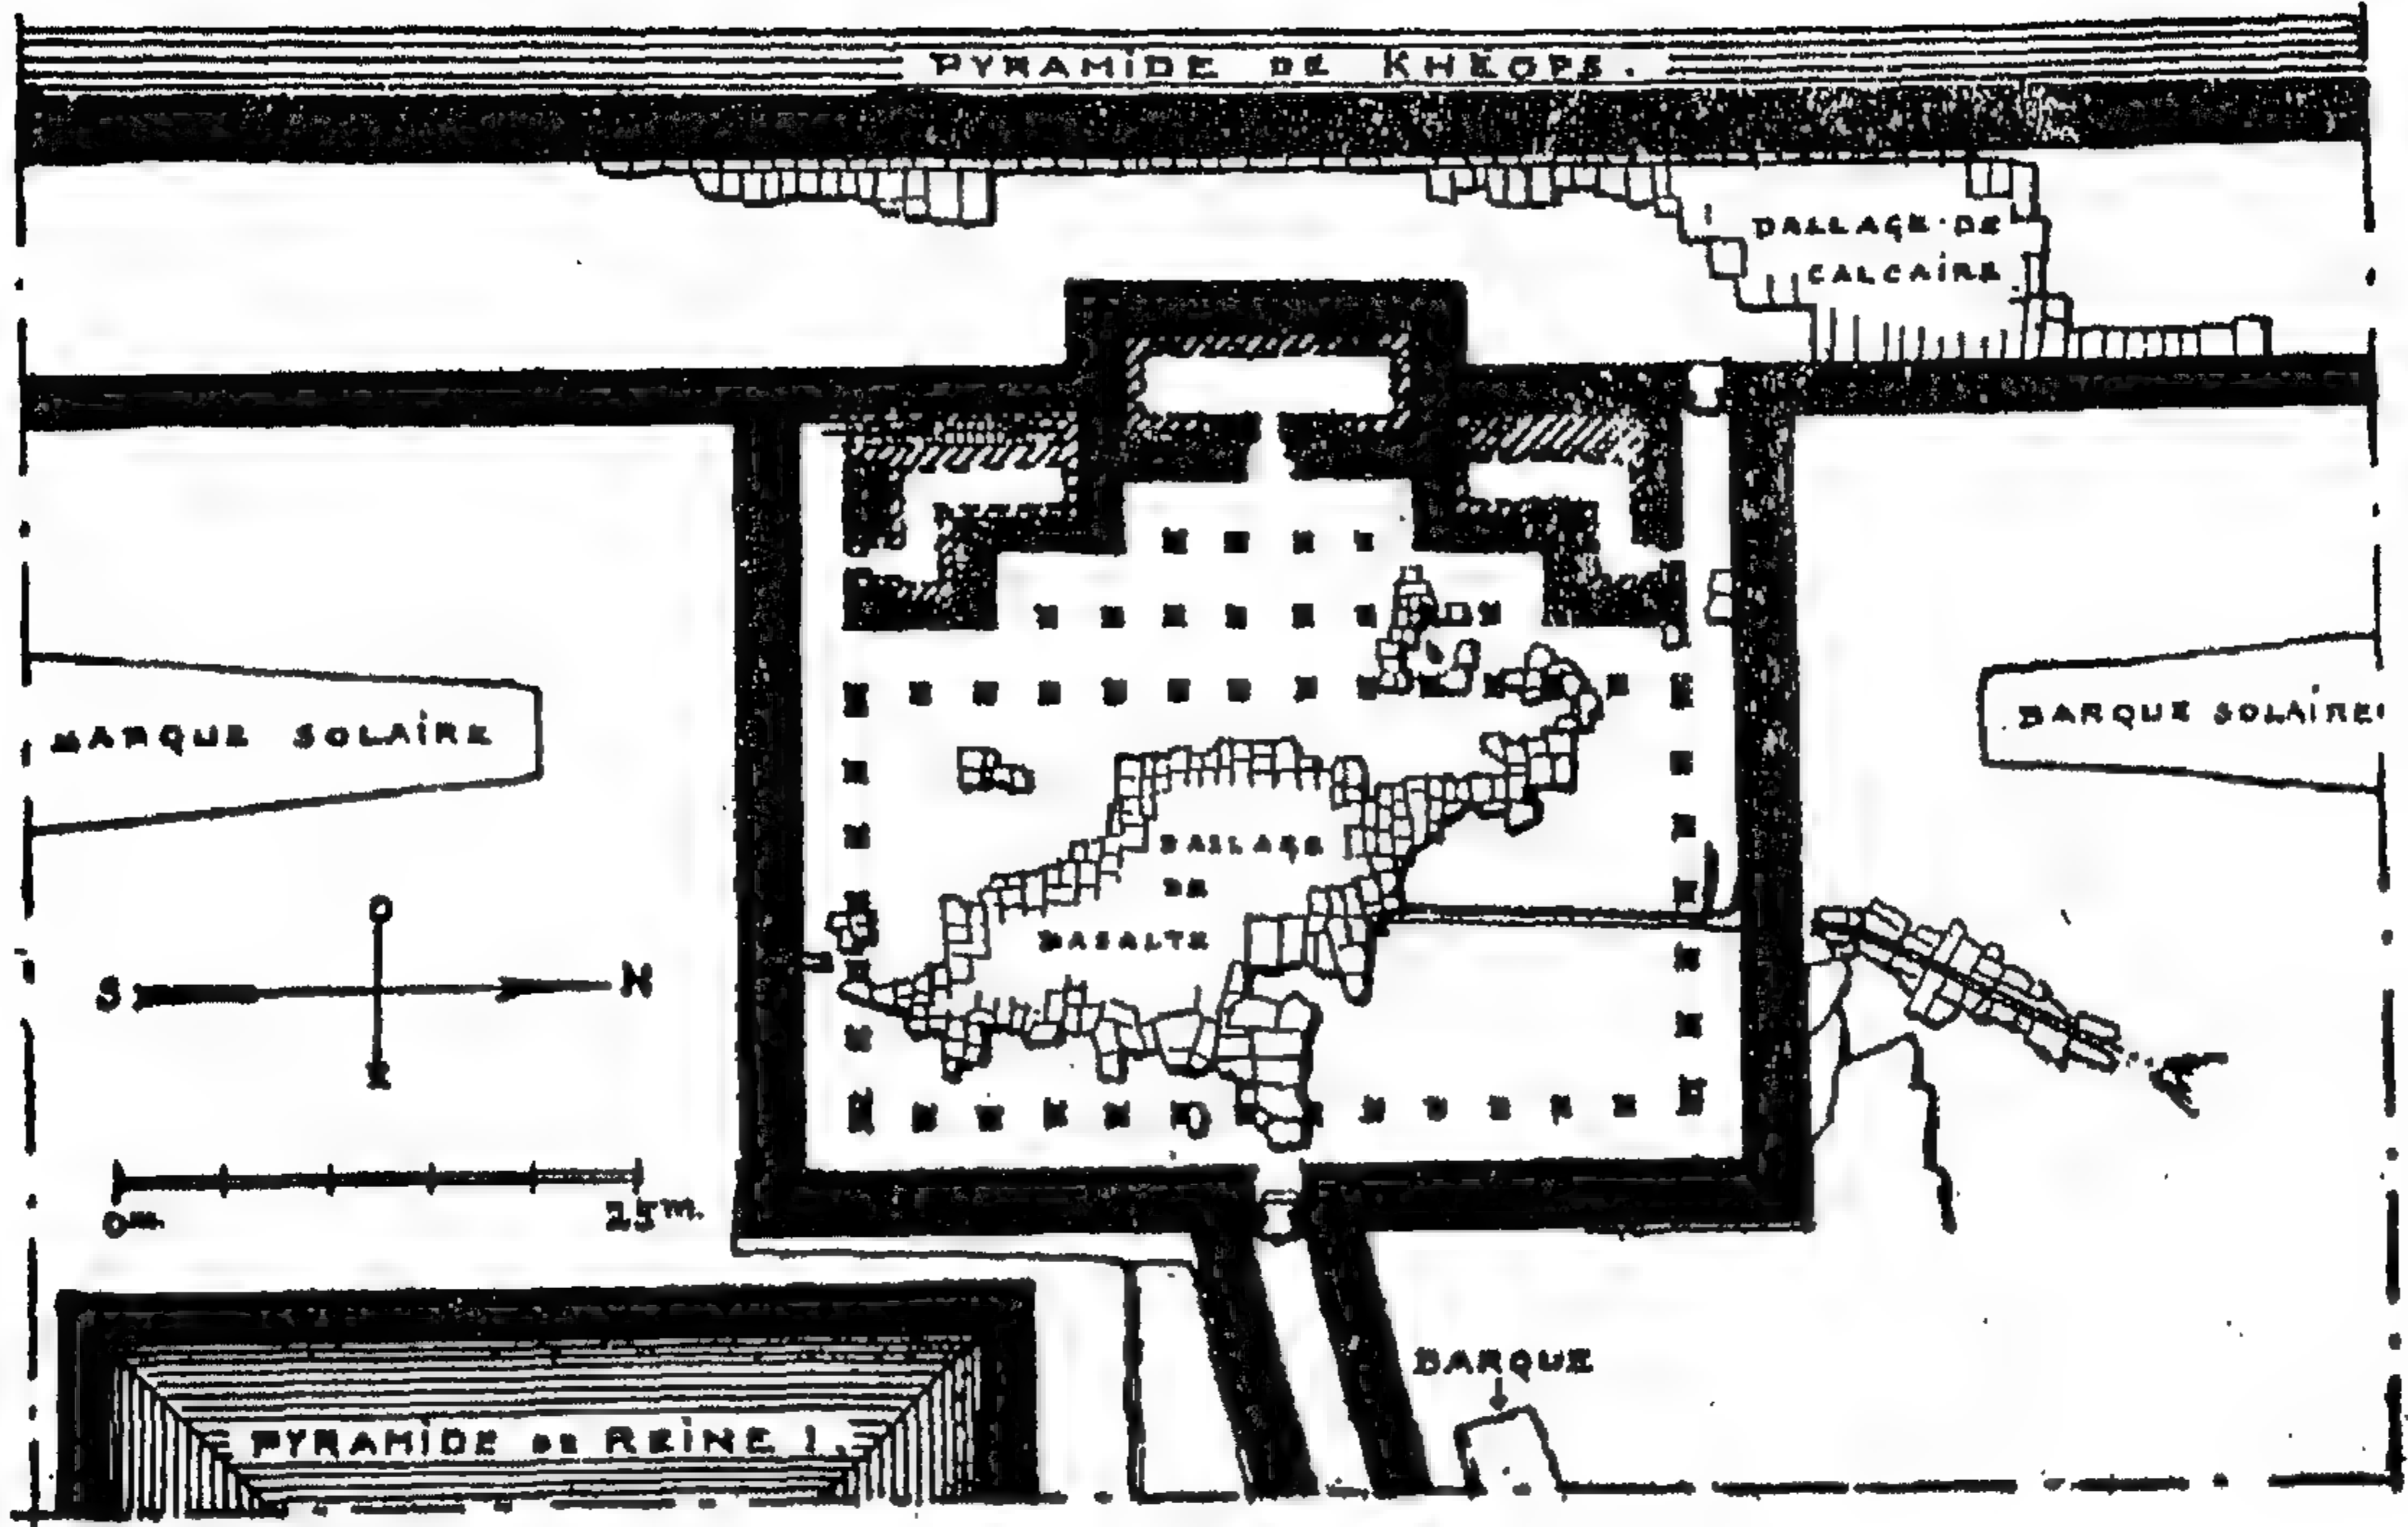 PYRAMIDE DE KHEOPS.
DALLAGE DE
CALCAIRE
BARQUE SOLAIRE
BARQUE SOLAIRE
DALLAGE
DE
BASALTE
O
S N
E
0m. 25m.
BARQUE
PYRAMIDE DE REINE I.